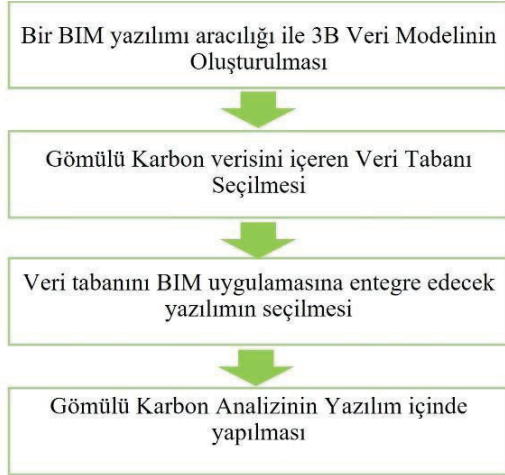 Bir BIM yazılımı aracılığı ile 3B Veri Modelinin
Oluşturulması
Gömülü Karbon verisini içeren Veri Tabanı
Seçilmesi
Veri tabanını BIM uygulamasına entegre edecek
yazılımın seçilmesi
Gömülü Karbon Analizinin Yazılım içinde
yapılması